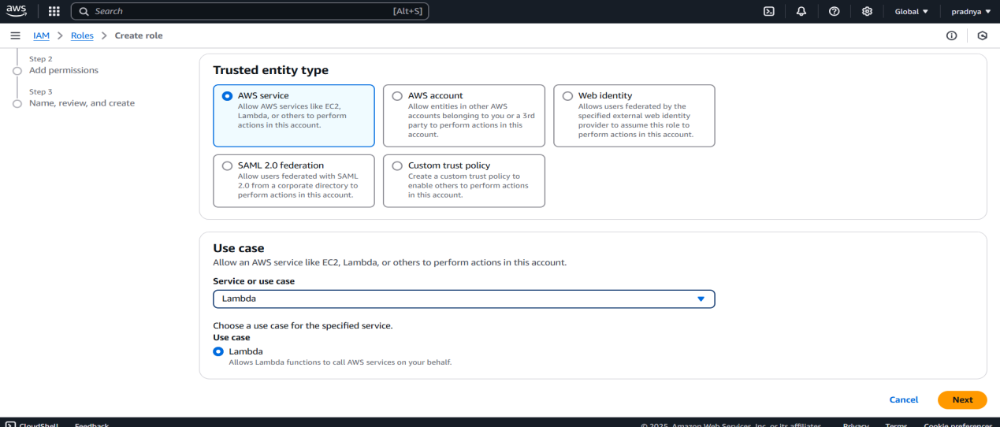 aws
Search [Alt+S] Global pradnya
IAM > Roles > Create role
Step 2
Add permissions
Step 3
Name, review, and create
Trusted entity type
AWS service
Allow AWS services like EC2,
Lambda, or others to perform
actions in this account.
AWS account
Allow entities in other AWS
accounts belonging to you or a 3rd
party to perform actions in this
account.
Web identity
Allows users federated by the
specified external web identity
provider to assume this role to
perform actions in this account.
SAML 2.0 federation
Allow users federated with SAML
2.0 from a corporate directory to
perform actions in this account.
Custom trust policy
Create a custom trust policy to
enable others to perform actions
in this account.
Use case
Allow an AWS service like EC2, Lambda, or others to perform actions in this account.
Service or use case
Lambda
Choose a use case for the specified service.
Use case
Lambda
Allows Lambda functions to call AWS services on your behalf.
Cancel Next
CloudShell Feedback © 2025, Amazon Web Services, Inc. or its affiliates. Privacy Terms Cookie preferences